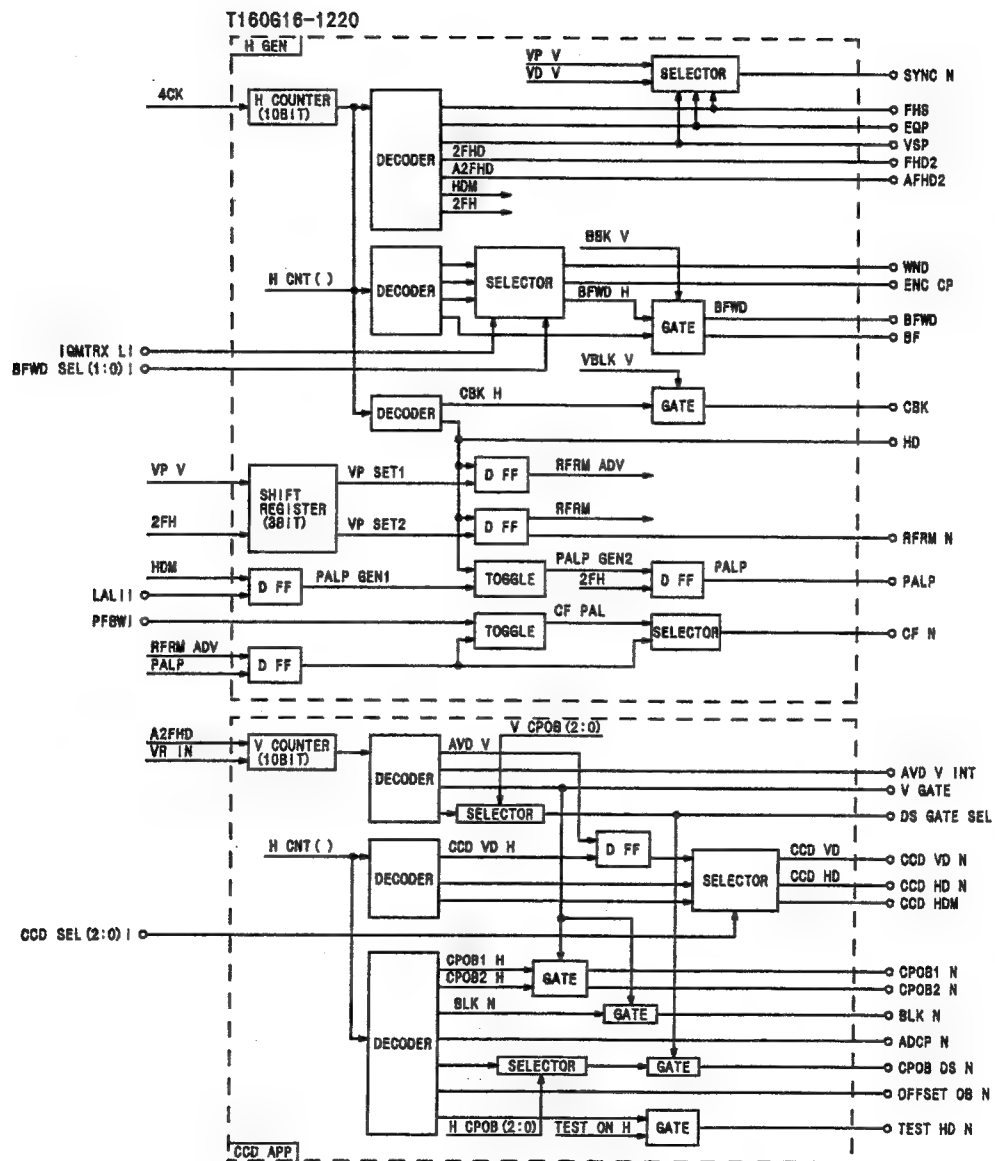 T160G16-1220
H GEN
VP V
VD V
SELECTOR
SYNC N
4CK
H COUNTER
(10BIT)
DECODER
FHS
EQP
VSP
2FHD
FHD2
A2FHD
AFHD2
HDM
2FH
BSK V
H CNT( )
DECODER
SELECTOR
WND
ENC CP
BFWD H
GATE
BFWD
BFWD
BF
IQMTRX LI
BFWD SEL(1:0)I
VBLK V
DECODER
CBK H
GATE
CBK
HD
VP V
SHIFT
REGISTER
(3BIT)
VP SET1
D FF
RFRM ADV
2FH
VP SET2
D FF
RFRM
RFRM N
HDM
D FF
PALP GEN1
TOGGLE
PALP GEN2
2FH
D FF
PALP
PALP
LALII
PFBWI
TOGGLE
CF PAL
SELECTOR
CF N
RFRM ADV
PALP
D FF
A2FHD
VR IN
V COUNTER
(10BIT)
DECODER
AVD V
V CPOB(2:0)
AVD V INT
V GATE
SELECTOR
DS GATE SEL
H CNT( )
DECODER
CCD VD H
D FF
SELECTOR
CCD VD
CCD VD N
CCD HD
CCD HD N
CCD HDM
CCD SEL(2:0)I
DECODER
CPOB1 H
CPOB2 H
GATE
CPOB1 N
CPOB2 N
BLK N
GATE
BLK N
ADCP N
SELECTOR
GATE
CPOB DS N
OFFSET OB N
H CPOB(2:0)
TEST ON H
GATE
TEST HD N
CCD APP